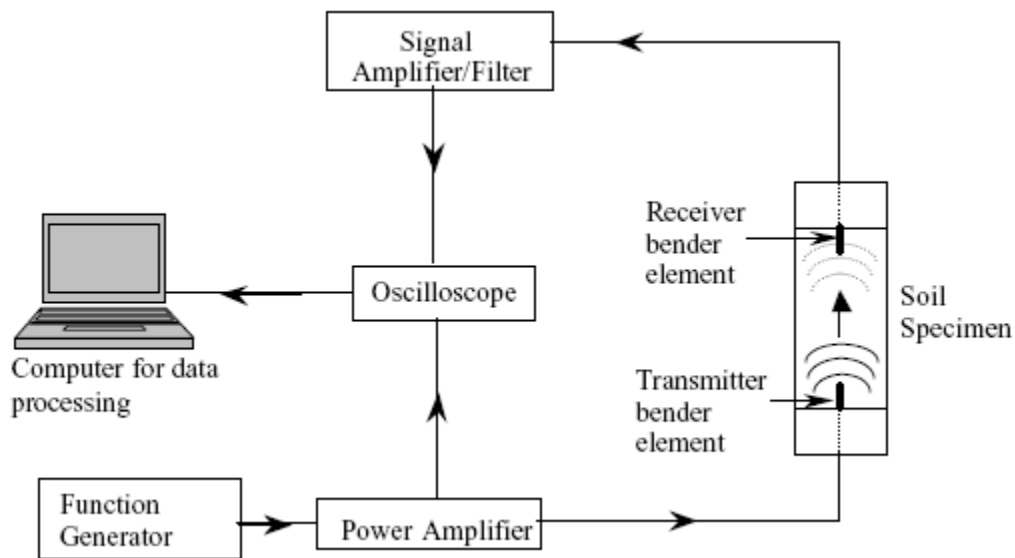 Signal
Amplifier/Filter
Receiver
bender
element
Oscilloscope
Soil
Specimen
Computer for data
processing
Transmitter
bender
element
Function
Generator
Power Amplifier